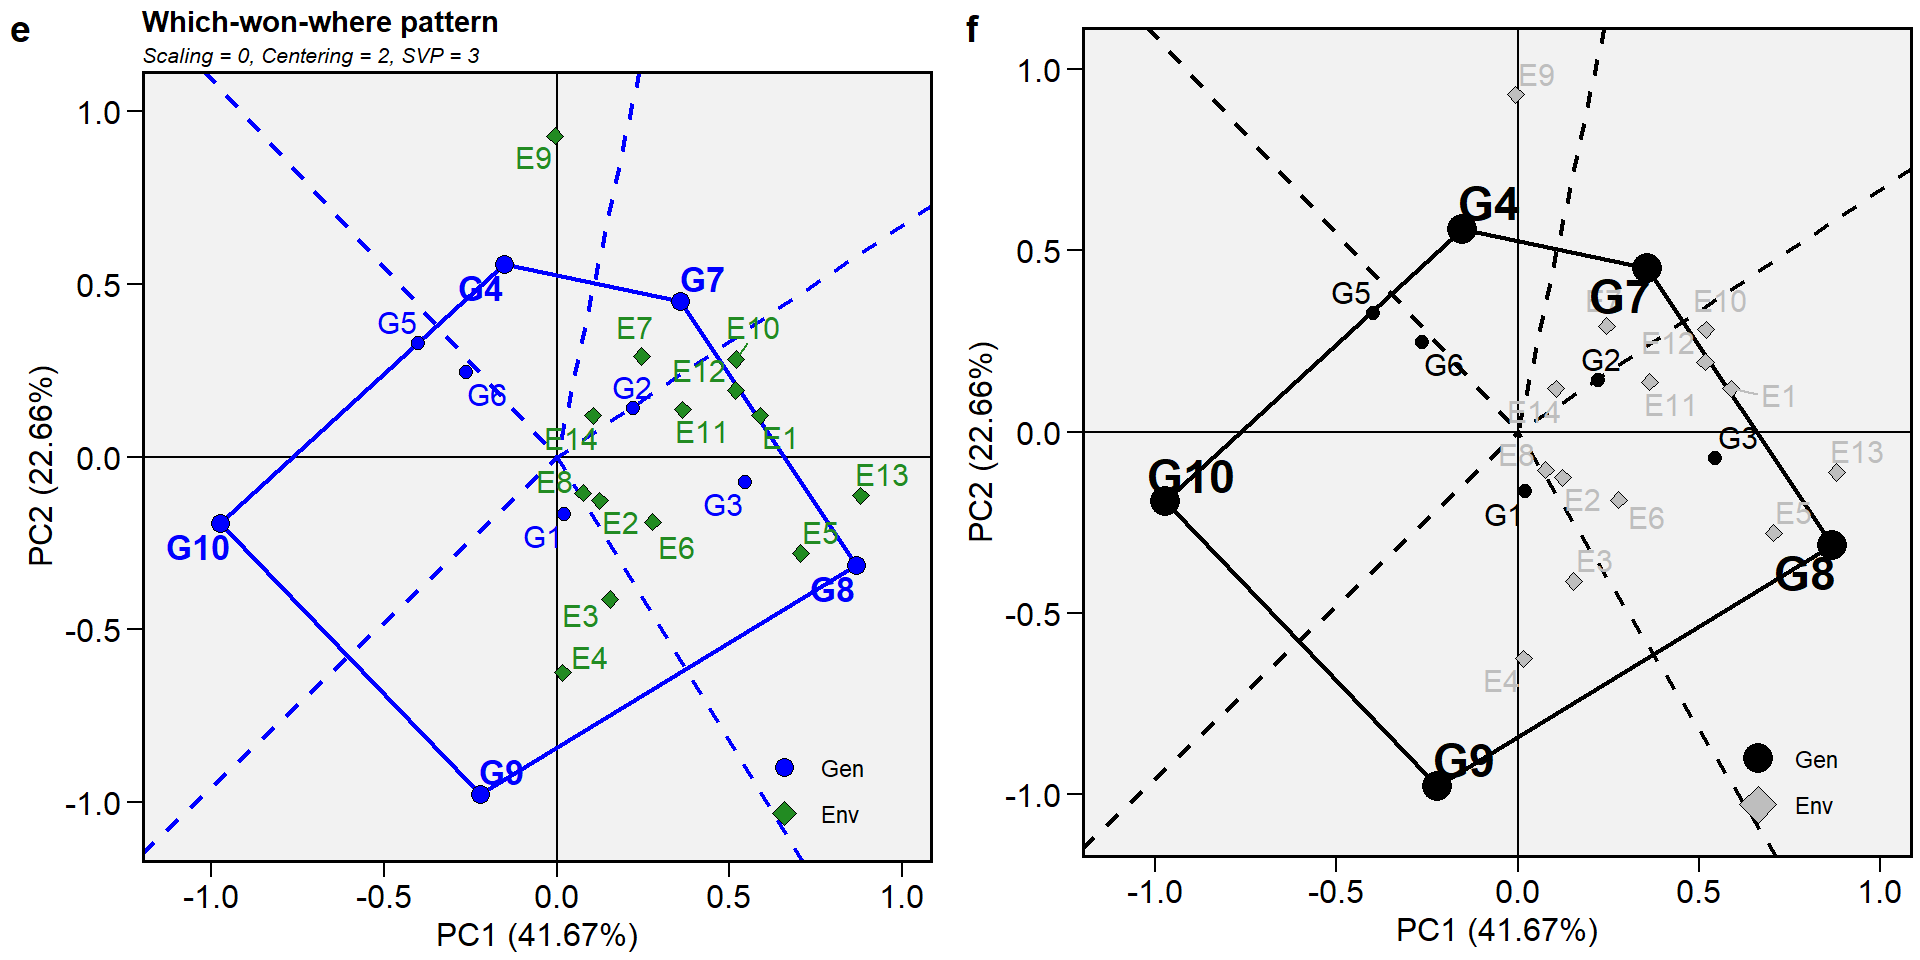 e
Which-won-where pattern
Scaling = 0, Centering = 2, SVP = 3
PC2 (22.66%)
1.0
0.5
0.0
-0.5
-1.0
E9
G4
G7
G5
E7
E10
G6
G2
E12
E14
E11
E1
E8
E13
G3
G10
G1
E2
E6
E5
E3
G8
E4
G9
Gen
Env
-1.0
-0.5
0.0
0.5
1.0
PC1 (41.67%)
f
PC2 (22.66%)
1.0
0.5
0.0
-0.5
-1.0
E9
G4
G5
G7
E7
E10
G6
G2
E12
E14
E11
E1
E8
G3
E13
G10
G1
E2
E6
E5
E3
G8
E4
G9
Gen
Env
-1.0
-0.5
0.0
0.5
1.0
PC1 (41.67%)